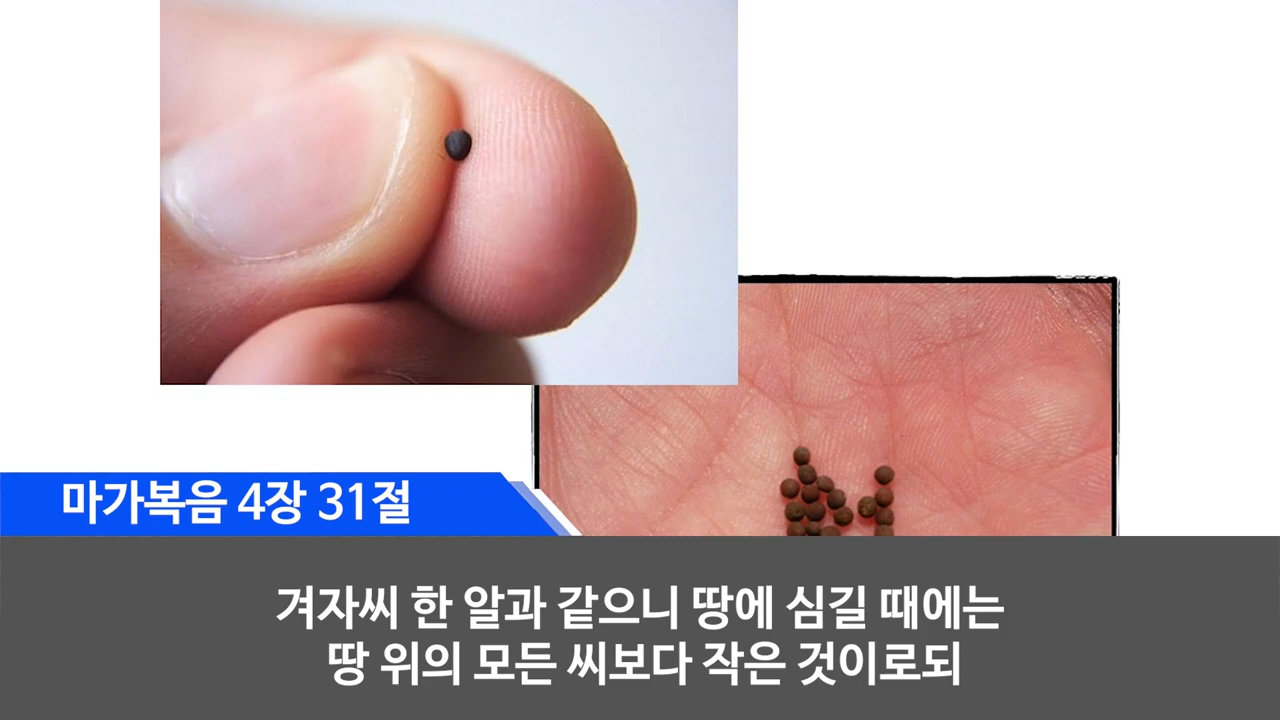 마가복음 4장 31절
겨자씨 한 알과 같으니 땅에 심길 때에는
땅 위의 모든 씨보다 작은 것이로되